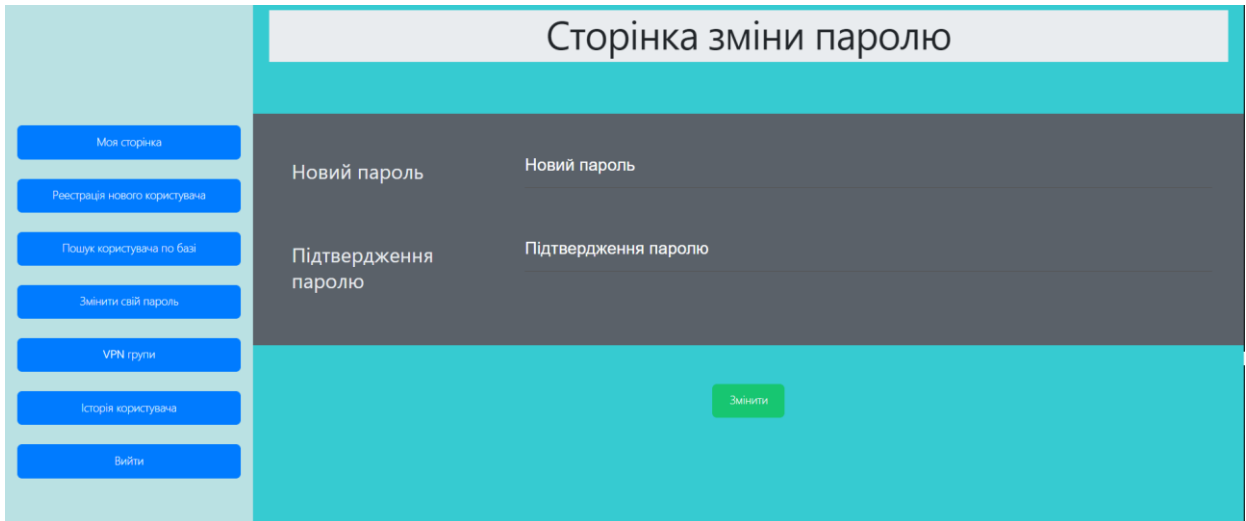 Сторінка зміни паролю
Моя сторінка
Реестрація нового користувача
Пошук користувача по базі
Змінити свій пароль
VPN групи
Історія користувача
Вийти
Новий пароль
Новий пароль
Підтвердження
паролю
Підтвердження паролю
Змінити